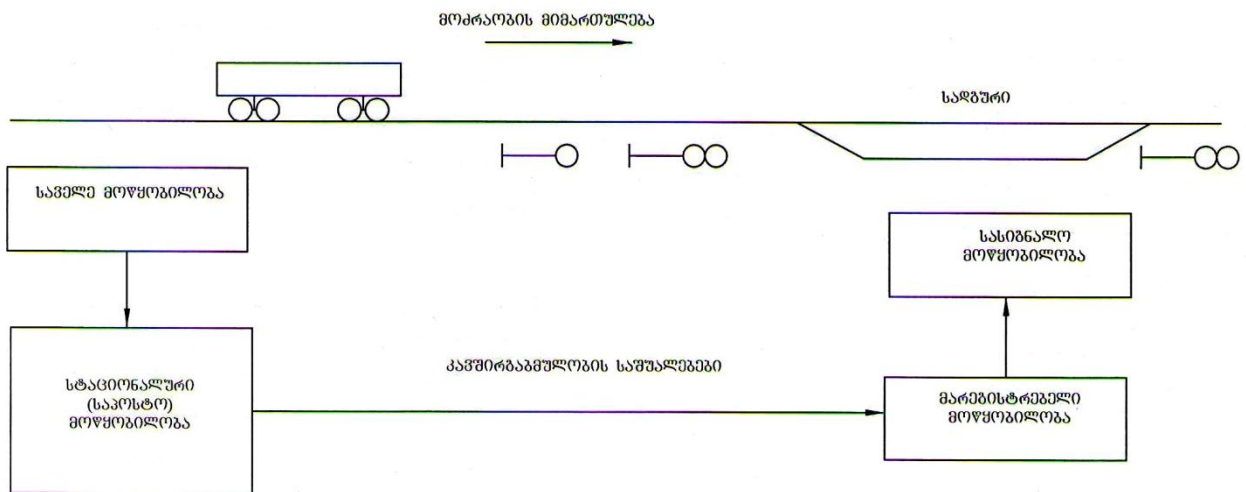 მოძრაობის მიმართულება
სადგური
საველე მოწყობილობა
სასიგნალო
მოწყობილობა
კავშირგაბმულობის საშუალებები
სტაციონალური
(საპოსტო)
მოწყობილობა
მარეგისტრებელი
მოწყობილობა